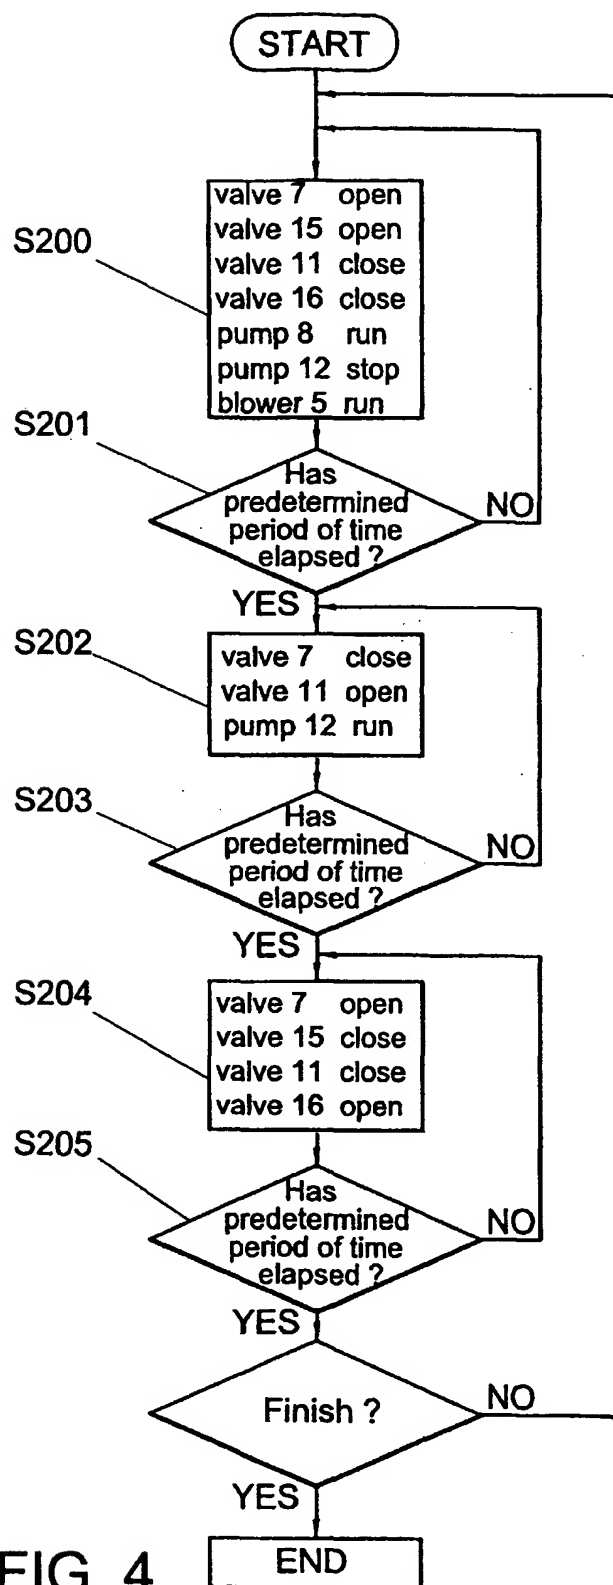 START
S200
valve 7 open
valve 15 open
valve 11 close
valve 16 close
pump 8 run
pump 12 stop
blower 5 run
S201
Has
predetermined
period of time
elapsed ?
NO
YES
S202
valve 7 close
valve 11 open
pump 12 run
S203
Has
predetermined
period of time
elapsed ?
NO
YES
S204
valve 7 open
valve 15 close
valve 11 close
valve 16 open
S205
Has
predetermined
period of time
elapsed ?
NO
YES
Finish ?
NO
YES
END
FIG. 4